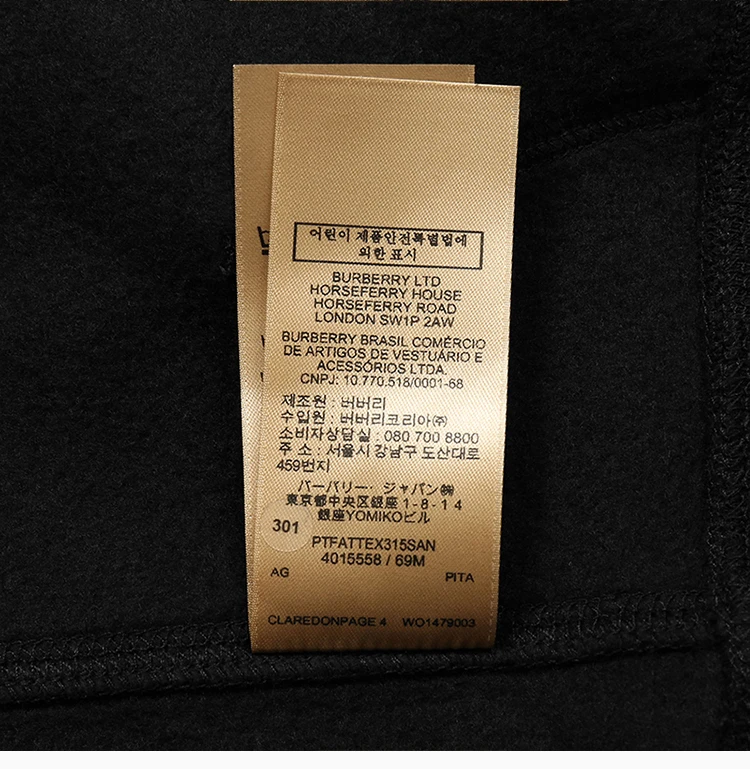 어린이 제품안전특별법에
의한 표시
BURBERRY LTD
HORSEFERRY HOUSE
HORSEFERRY ROAD
LONDON SW1P 2AW
BURBERRY BRASIL COMÉRCIO
DE ARTIGOS DE VESTUÁRIO E
ACESSÓRIOS LTDA.
CNPJ: 10.770.518/0001-68
제조원 : 버버리
수입원 : 버버리코리아㈜
소비자상담실 : 080 700 8800
주 소 : 서울시 강남구 도산대로
459번지
バーバリー・ジャパン㈱
東京都中央区銀座 1-8-14
銀座YOMIKOビル
301
PTFATTEX315SAN
4015558 / 69M
AG PITA
CLAREDONPAGE 4 WO1479003